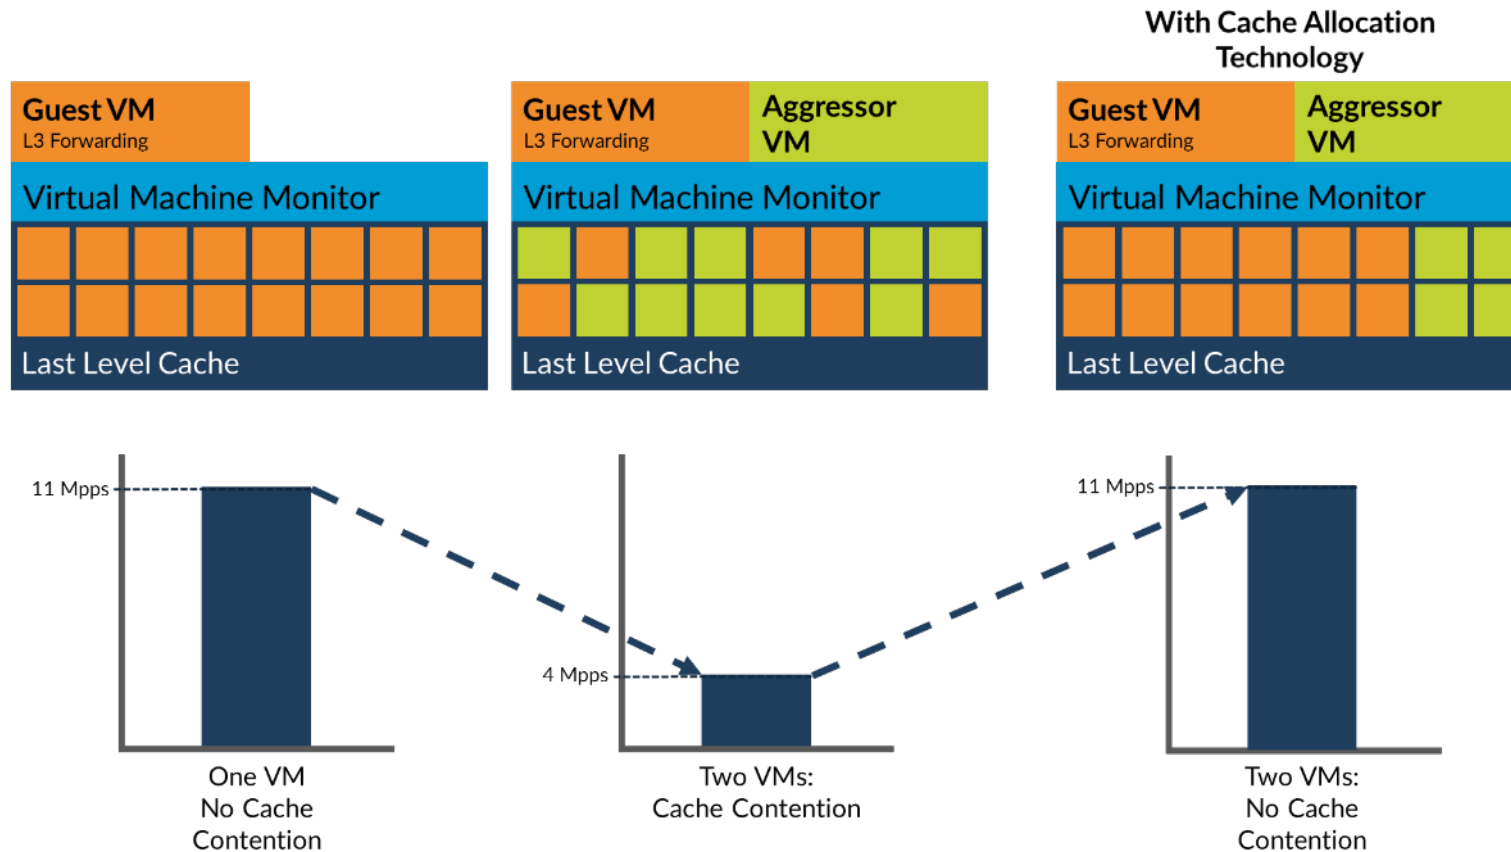 With Cache Allocation
Technology
Guest VM
L3 Forwarding
Virtual Machine Monitor
Last Level Cache
Guest VM
L3 Forwarding
Aggressor
VM
Virtual Machine Monitor
Last Level Cache
Guest VM
L3 Forwarding
Aggressor
VM
Virtual Machine Monitor
Last Level Cache
11 Mpps
One VM
No Cache
Contention
4 Mpps
Two VMs:
Cache Contention
11 Mpps
Two VMs:
No Cache
Contention